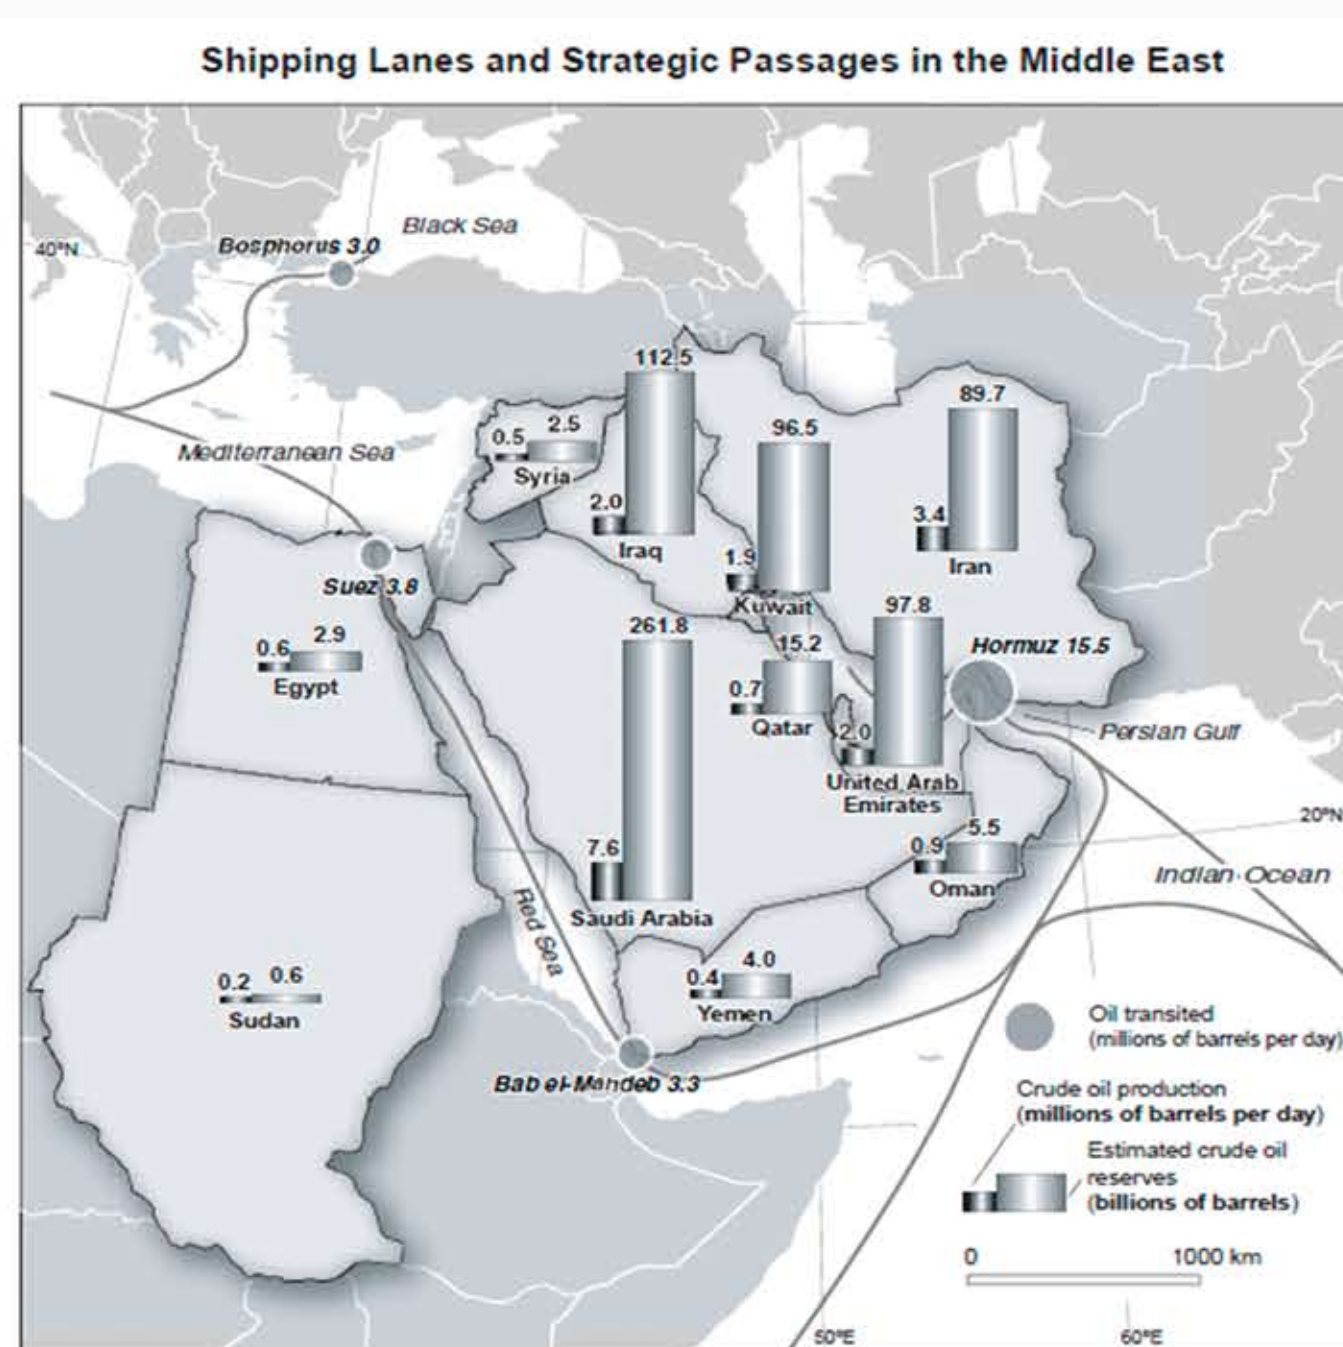 Shipping Lanes and Strategic Passages in the Middle East
Black Sea
40°N
Bosphorus 3.0
112.5
89.7
2.5
96.5
0.5
Mediterranean Sea
Syria
2.0
3.4
Iraq
1.9
Iran
Suez 3.8
Kuwait
97.8
261.8
2.9
15.2
Hormuz 15.5
0.6
Egypt
0.7
Qatar
2.0
Persian Gulf
United Arab
Emirates
20°N
5.5
7.6
0.9
Indian Ocean
Oman
Saudi Arabia
Red Sea
4.0
0.2
0.6
0.4
Yemen
Sudan
Oil transited
(millions of barrels per day)
Bab el-Mandeb 3.3
Crude oil production
(millions of barrels per day)
Estimated crude oil
reserves
(billions of barrels)
0
1000 km
50°E
60°E